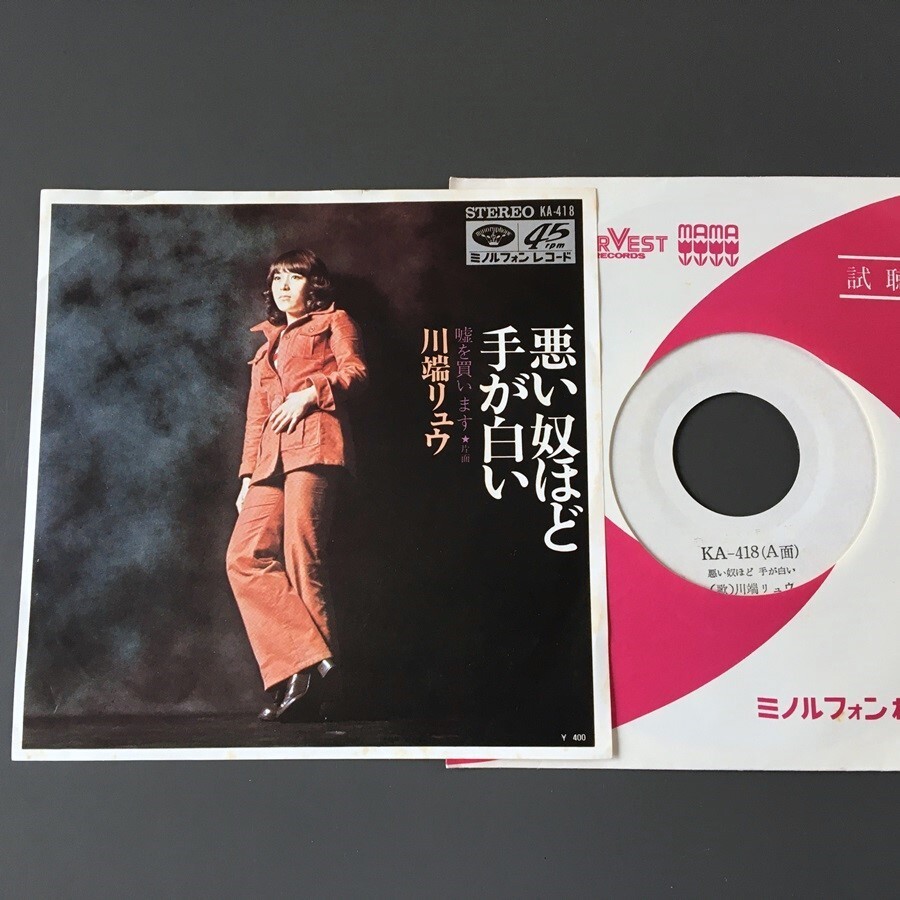 STEREO KA-418
minoruphone
45 rpm
ミノルフォン レコード
悪い奴ほど
手が白い
嘘を買います★片面
川端リュウ
¥ 400
RVEST
RECORDS
MAMA
試聴
KA-418(A面)
悪い奴ほど 手が白い
(歌)川端リュウ
ミノルフォン